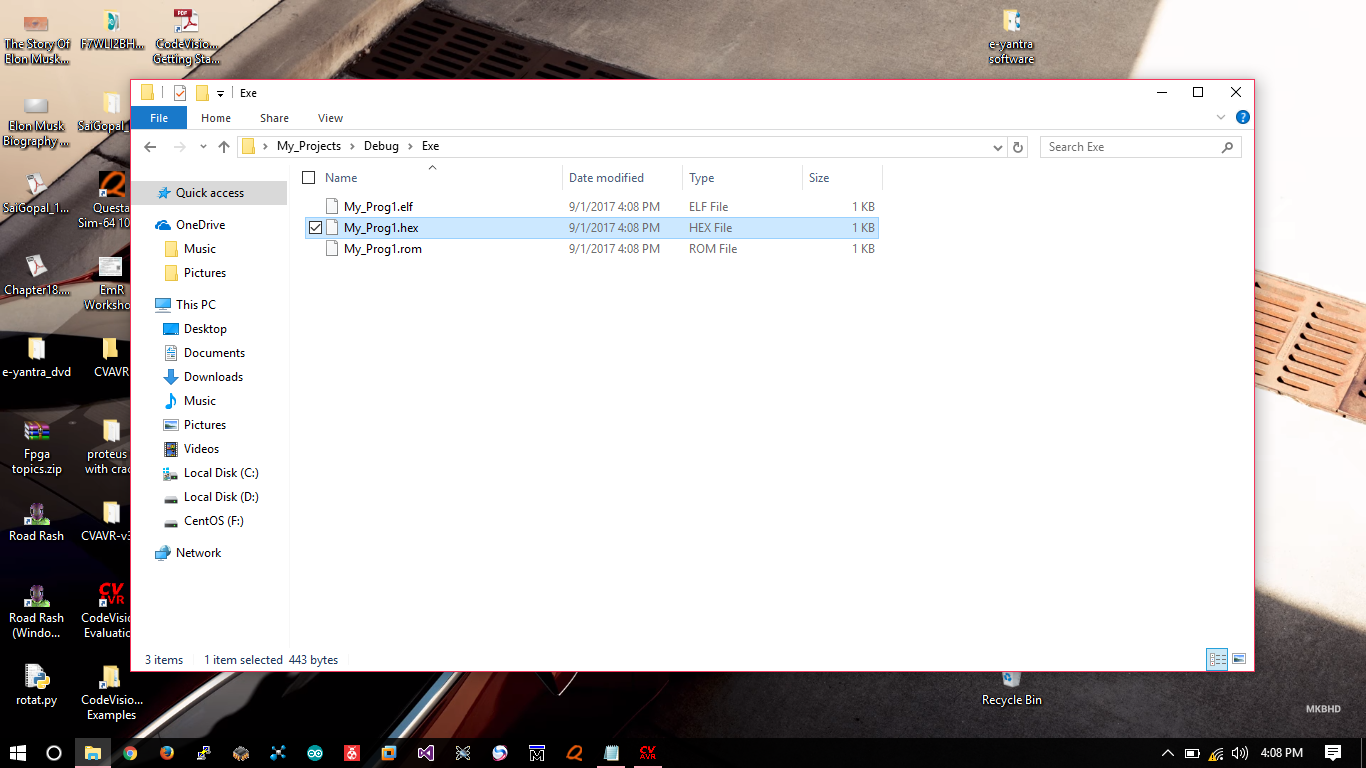 The Story Of
Elon Musk...
F7WLI2BH...
CodeVisio...
Getting Sta...
e-yantra
software
Elon Musk
Biography ...
SaiGopal_
SaiGopal_1...
Questa
Sim-64 10
Chapter18....
EmR
Worksho
e-yantra_dvd
CVAVR
Fpga
topics.zip
proteus
with crac
Road Rash
CVAVR-v3
Road Rash
(Windo...
CodeVisio
Evaluatio
rotat.py
CodeVisio...
Examples
Exe
File
Home
Share
View
My_Projects
Debug
Exe
Search Exe
Name
Date modified
Type
Size
My_Prog1.elf
9/1/2017 4:08 PM
ELF File
1 KB
My_Prog1.hex
9/1/2017 4:08 PM
HEX File
1 KB
My_Prog1.rom
9/1/2017 4:08 PM
ROM File
1 KB
Quick access
OneDrive
Music
Pictures
This PC
Desktop
Documents
Downloads
Music
Pictures
Videos
Local Disk (C:)
Local Disk (D:)
CentOS (F:)
Network
3 items
1 item selected 443 bytes
Recycle Bin
MKBHD
4:08 PM